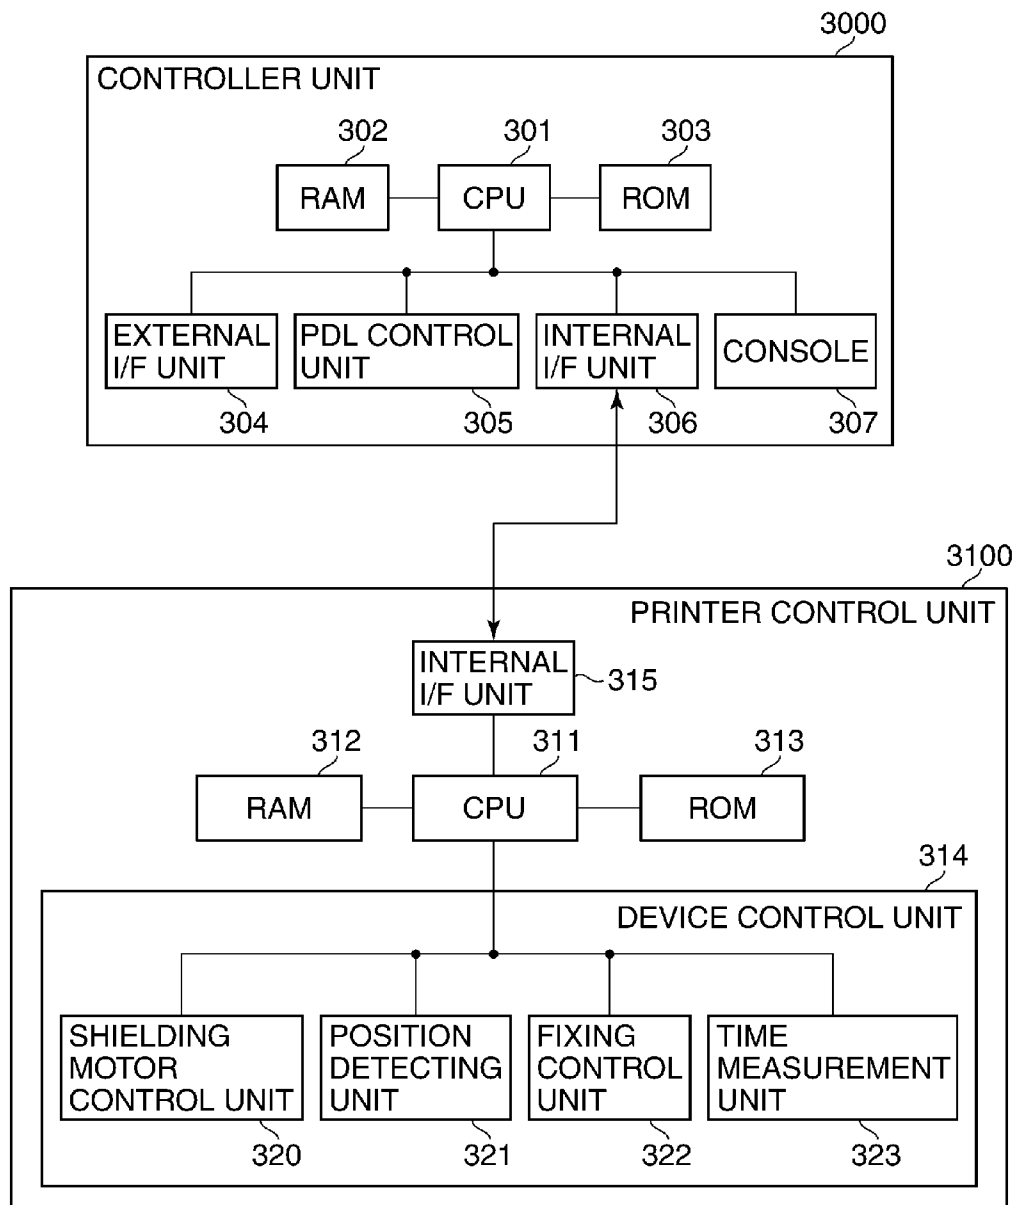 3000
CONTROLLER UNIT
302
301
303
RAM
CPU
ROM
EXTERNAL
I/F UNIT
PDL CONTROL
UNIT
INTERNAL
I/F UNIT
CONSOLE
304
305
306
307
3100
PRINTER CONTROL UNIT
INTERNAL
I/F UNIT
315
312
311
313
RAM
CPU
ROM
314
DEVICE CONTROL UNIT
SHIELDING
MOTOR
CONTROL UNIT
POSITION
DETECTING
UNIT
FIXING
CONTROL
UNIT
TIME
MEASUREMENT
UNIT
320
321
322
323